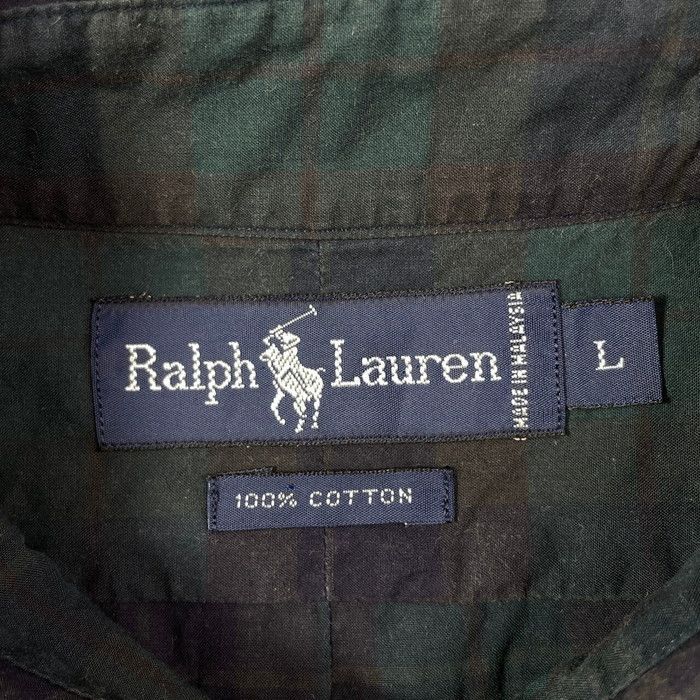 Ralph Lauren
MADE IN MALAYSIA
L
100% COTTON